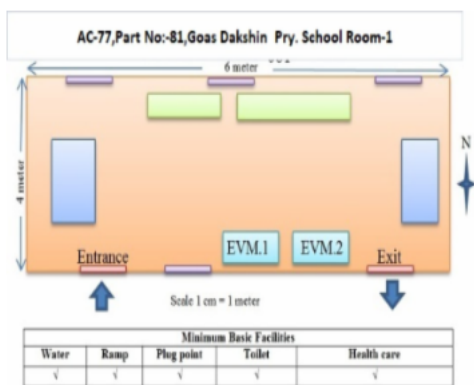 AC-77,Part No:-81,Goas Dakshin Pry. School Room-1
6 meter
4 meter
N
EVM.1 EVM.2
Entrance Exit
Scale 1 cm = 1 meter
Minimum Basic Facilities
Water Ramp Plug point Toilet Health care
√ √ √ √ √